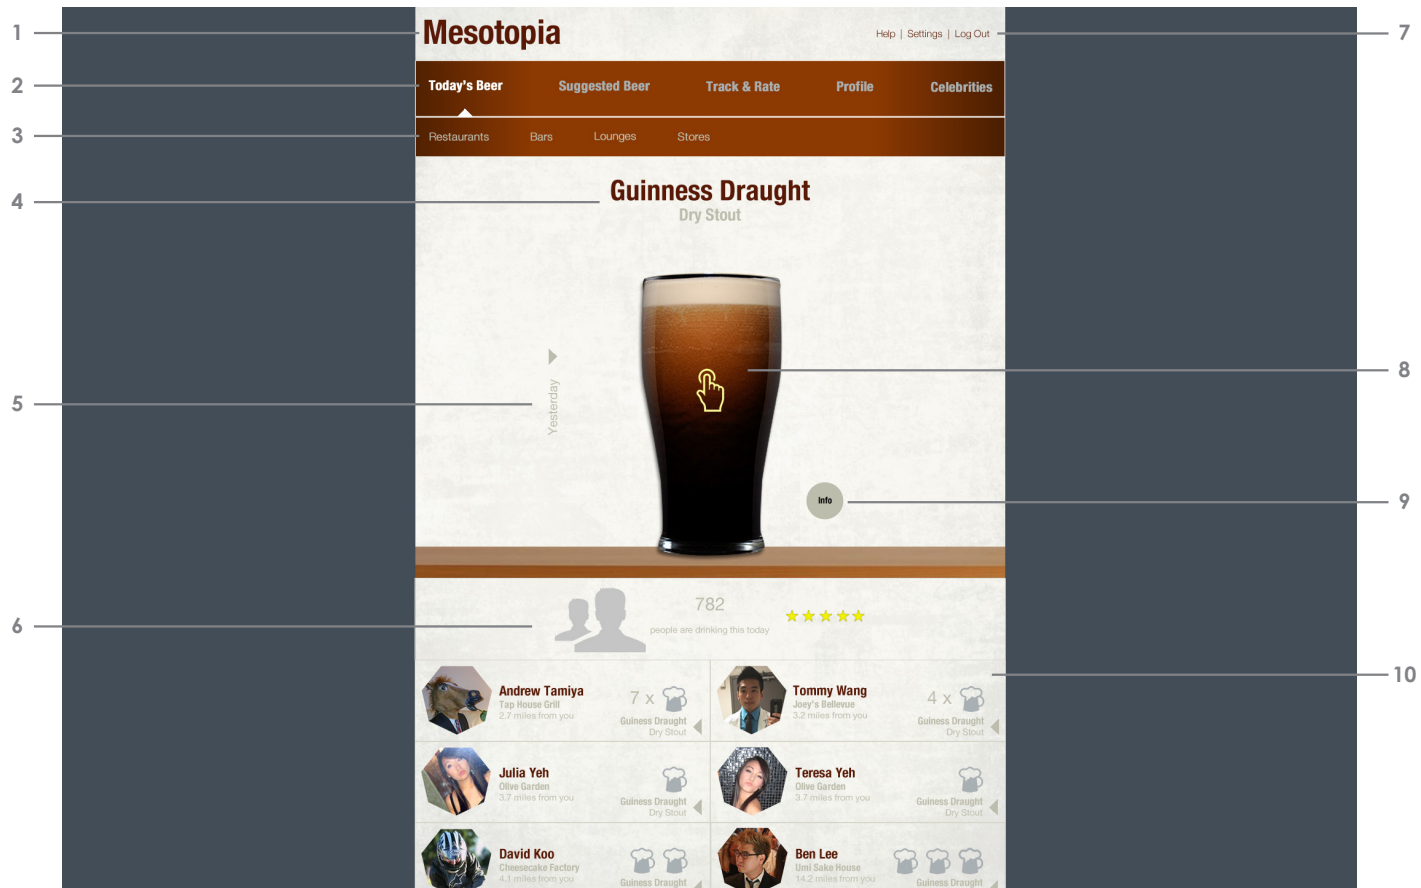 1
Mesotopia
Help | Settings | Log Out
7
2
Today's Beer
Suggested Beer
Track & Rate
Profile
Celebrities
3
Restaurants
Bars
Lounges
Stores
4
Guinness Draught
Dry Stout
8
5
Yesterday
9
Info
6
782
people are drinking this today
10
Andrew Tamiya
Tap House Grill
2.7 miles from you
7 x
Guiness Draught
Dry Stout
Tommy Wang
Joey's Bellevue
3.2 miles from you
4 x
Guiness Draught
Dry Stout
Julia Yeh
Olive Garden
3.7 miles from you
Guiness Draught
Dry Stout
Teresa Yeh
Olive Garden
3.7 miles from you
Guiness Draught
Dry Stout
David Koo
Cheesecake Factory
4.1 miles from you
Guiness Draught
Ben Lee
Umi Sake House
14.2 miles from you
Guiness Draught